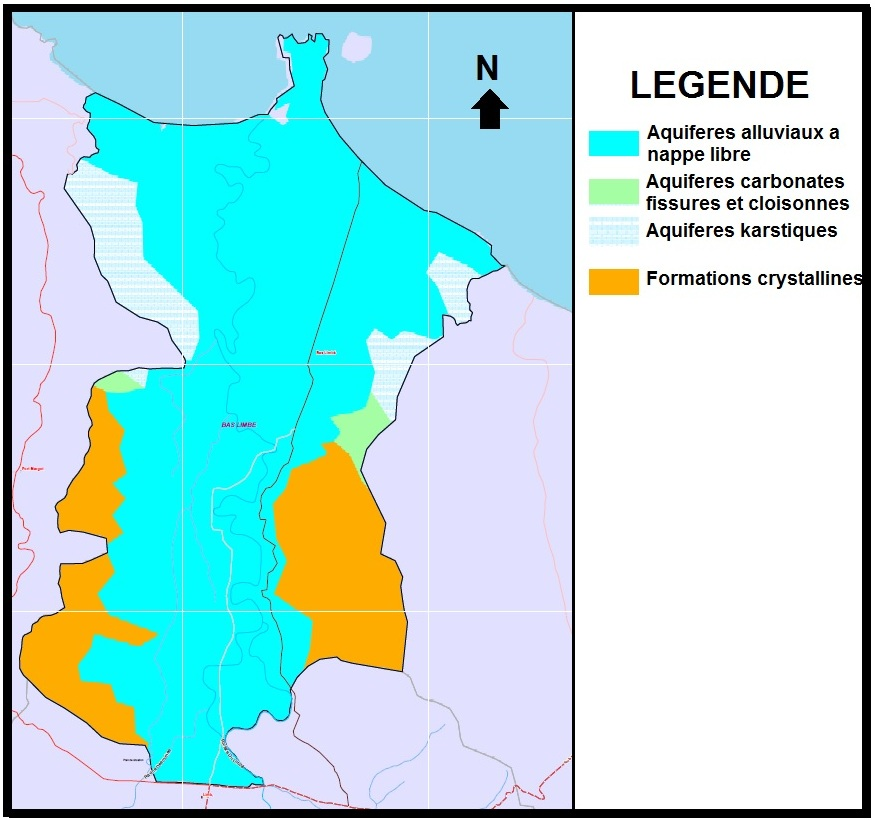 N
LEGENDE
Aquiferes alluviaux a
nappe libre
Aquiferes carbonates
fissures et cloisonnes
Aquiferes karstiques
Formations crystallines
BAS LIMBE